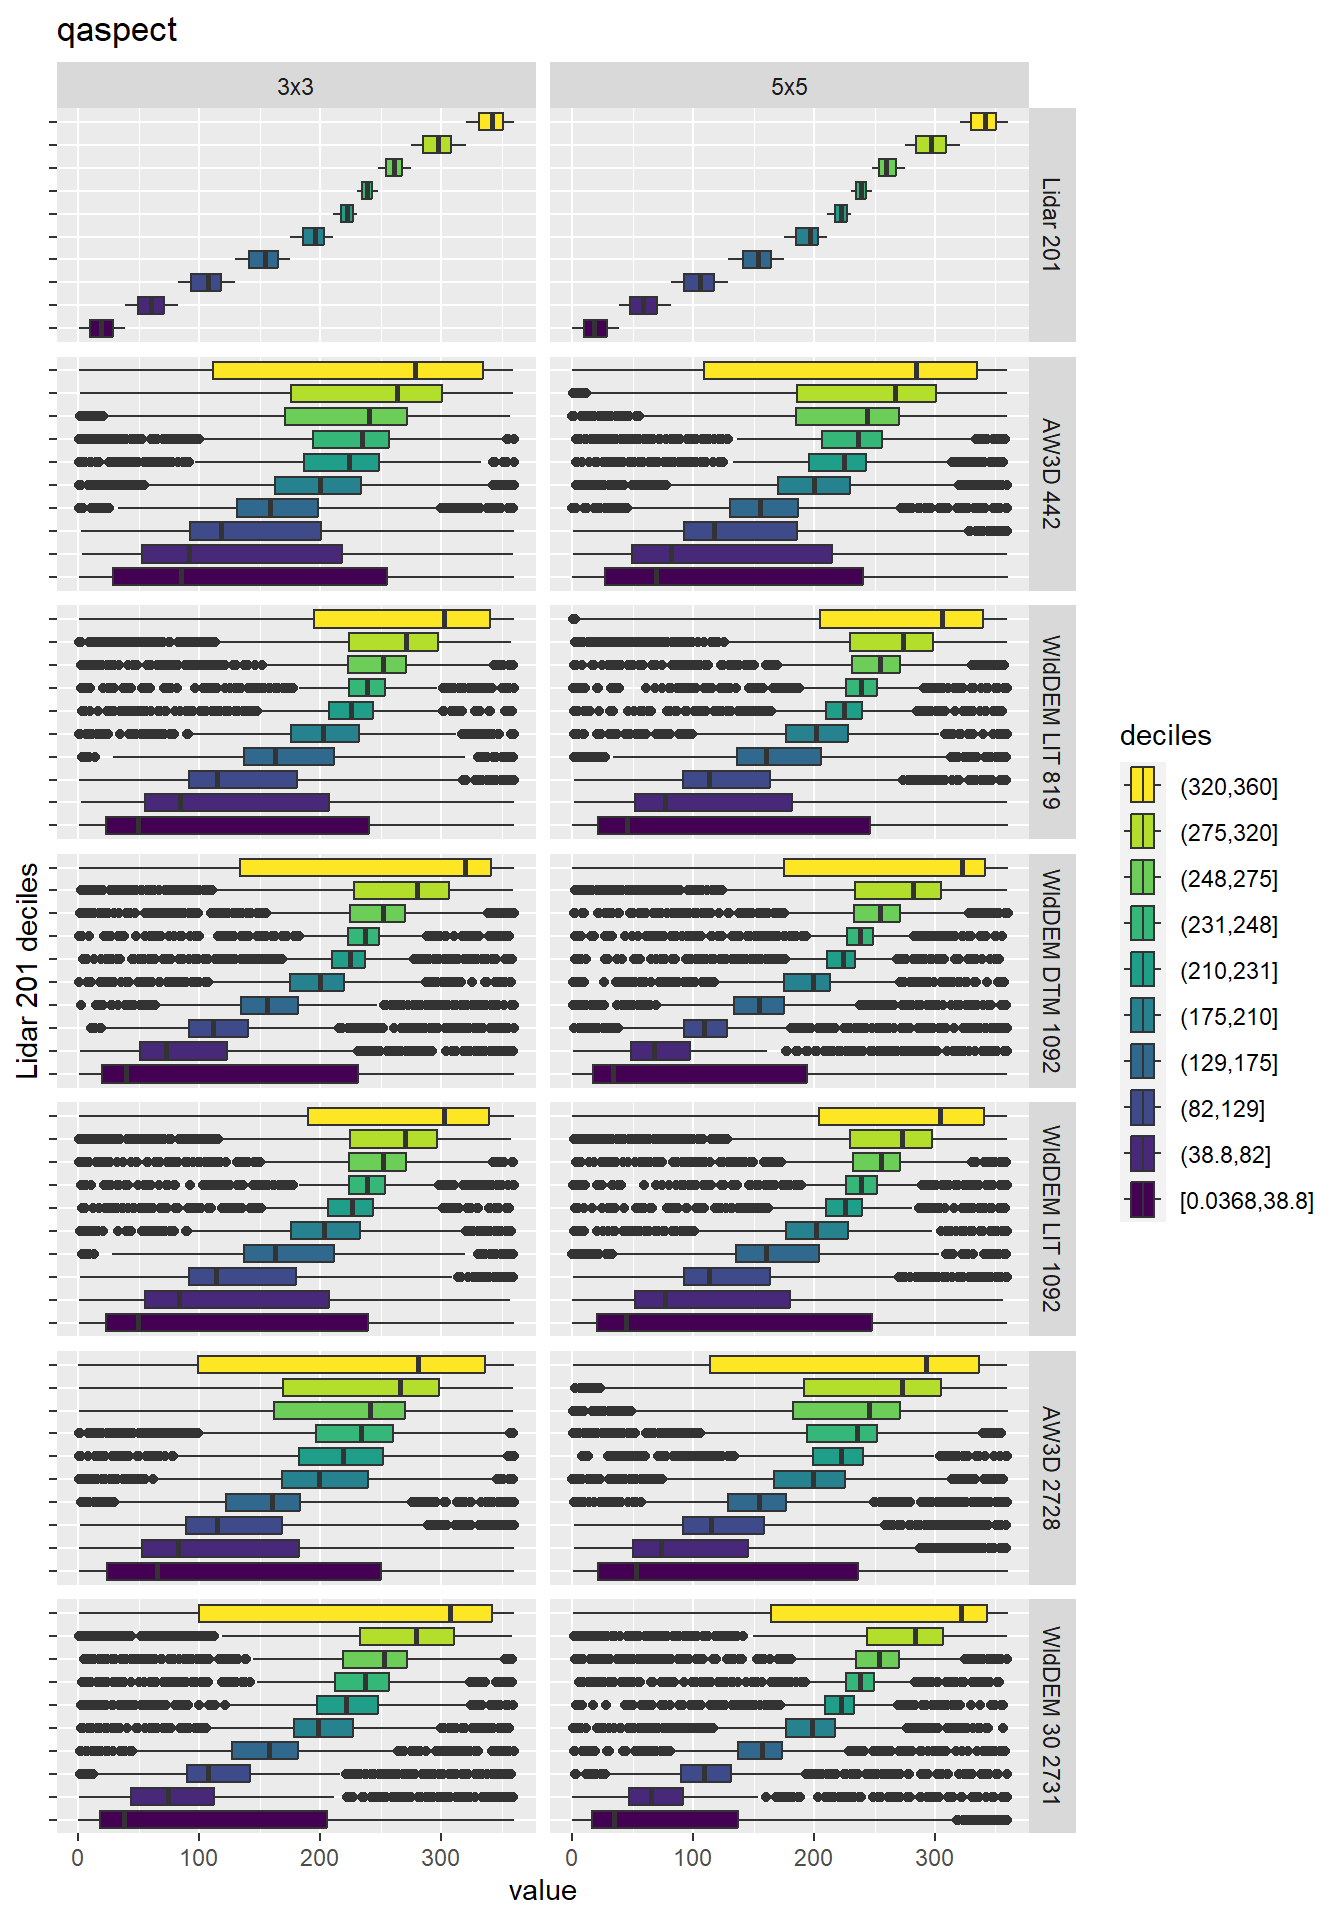 qaspect
3x3
5x5
Lidar 201
AW3D 442
WldDEM LIT 819
WldDEM DTM 1092
WldDEM LIT 1092
AW3D 2728
WldDEM 30 2731
Lidar 201 deciles
0
100
200
300
0
100
200
300
value
deciles
(320,360]
(275,320]
(248,275]
(231,248]
(210,231]
(175,210]
(129,175]
(82,129]
(38.8,82]
[0.0368,38.8]